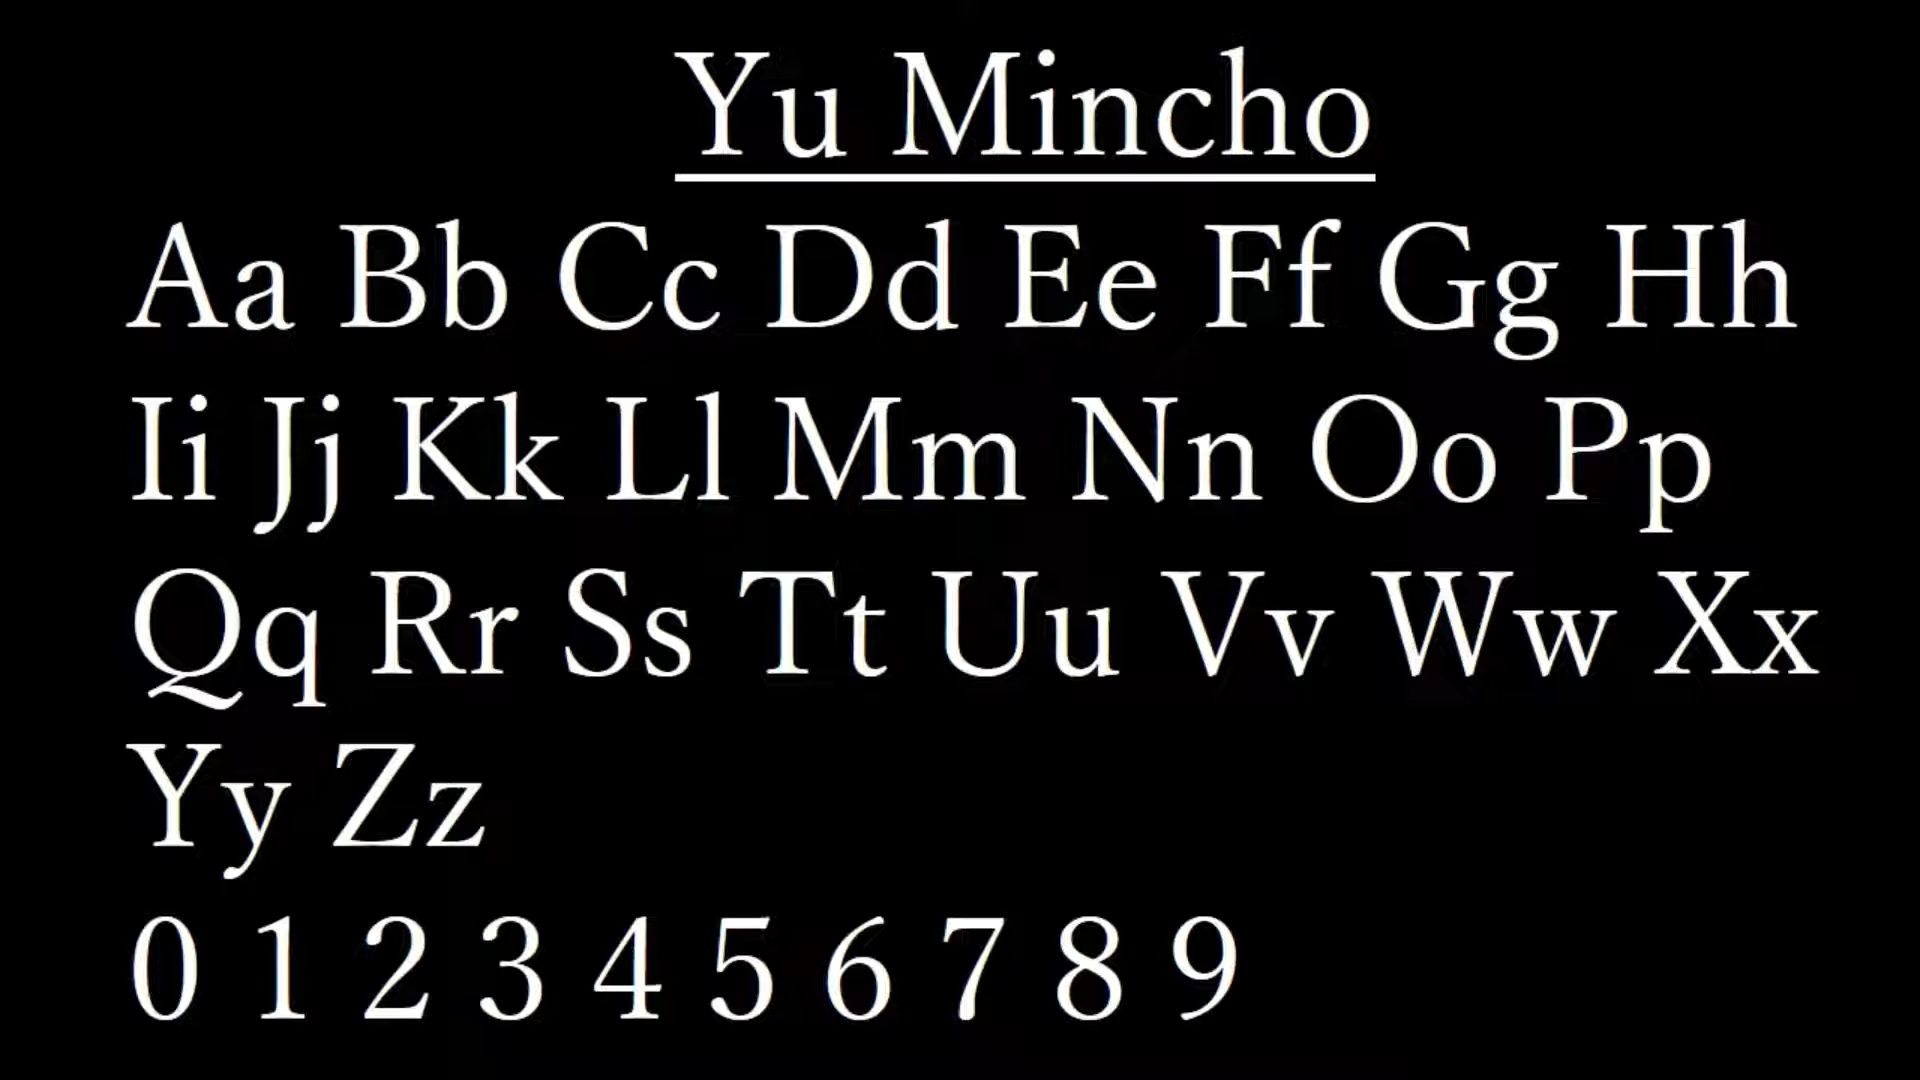 Yu Mincho
Aa Bb Cc Dd Ee Ff Gg Hh
Ii Jj Kk Ll Mm Nn Oo Pp
Qq Rr Ss Tt Uu Vv Ww Xx
Yy Zz
0 1 2 3 4 5 6 7 8 9